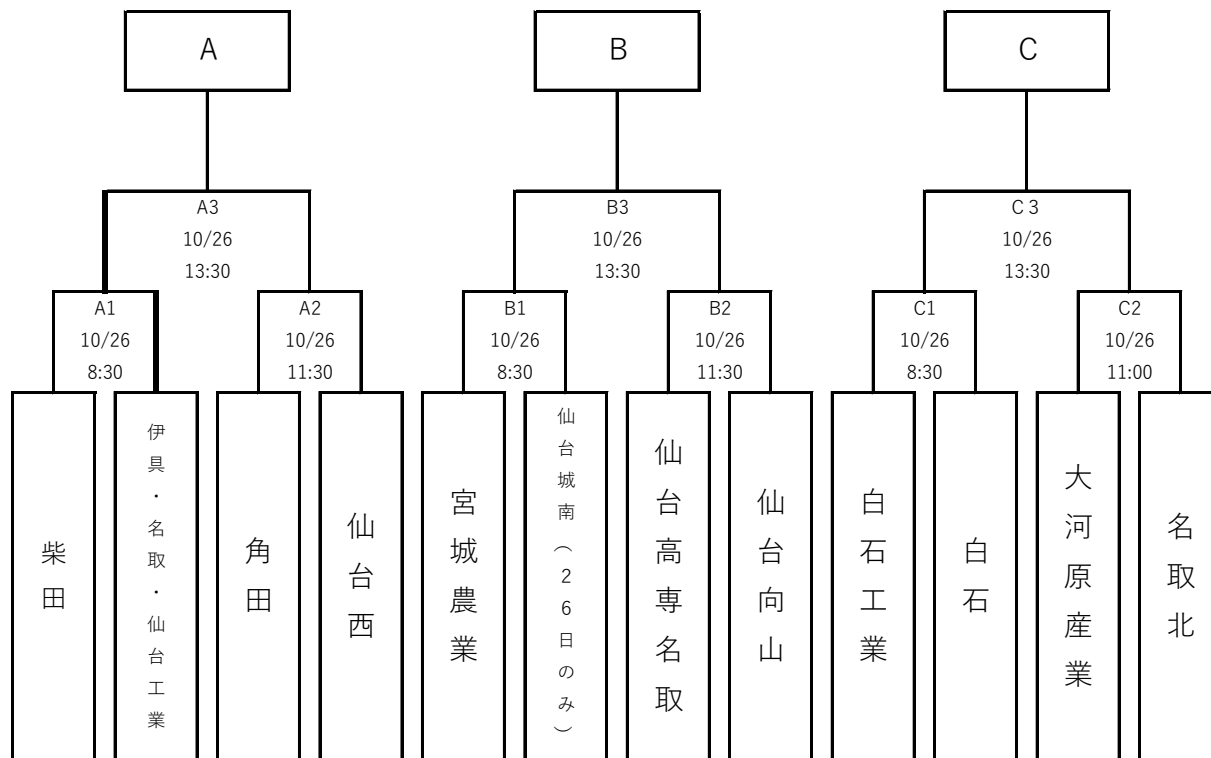 A
B
C
A3
10/26
13:30
B3
10/26
13:30
C 3
10/26
13:30
A1
10/26
8:30
A2
10/26
11:30
B1
10/26
8:30
B2
10/26
11:30
C1
10/26
8:30
C2
10/26
11:00
柴田
伊具・名取・仙台工業
角田
仙台西
宮城農業
仙台城南(26日のみ)
仙台高専名取
仙台向山
白石工業
白石
大河原産業
名取北